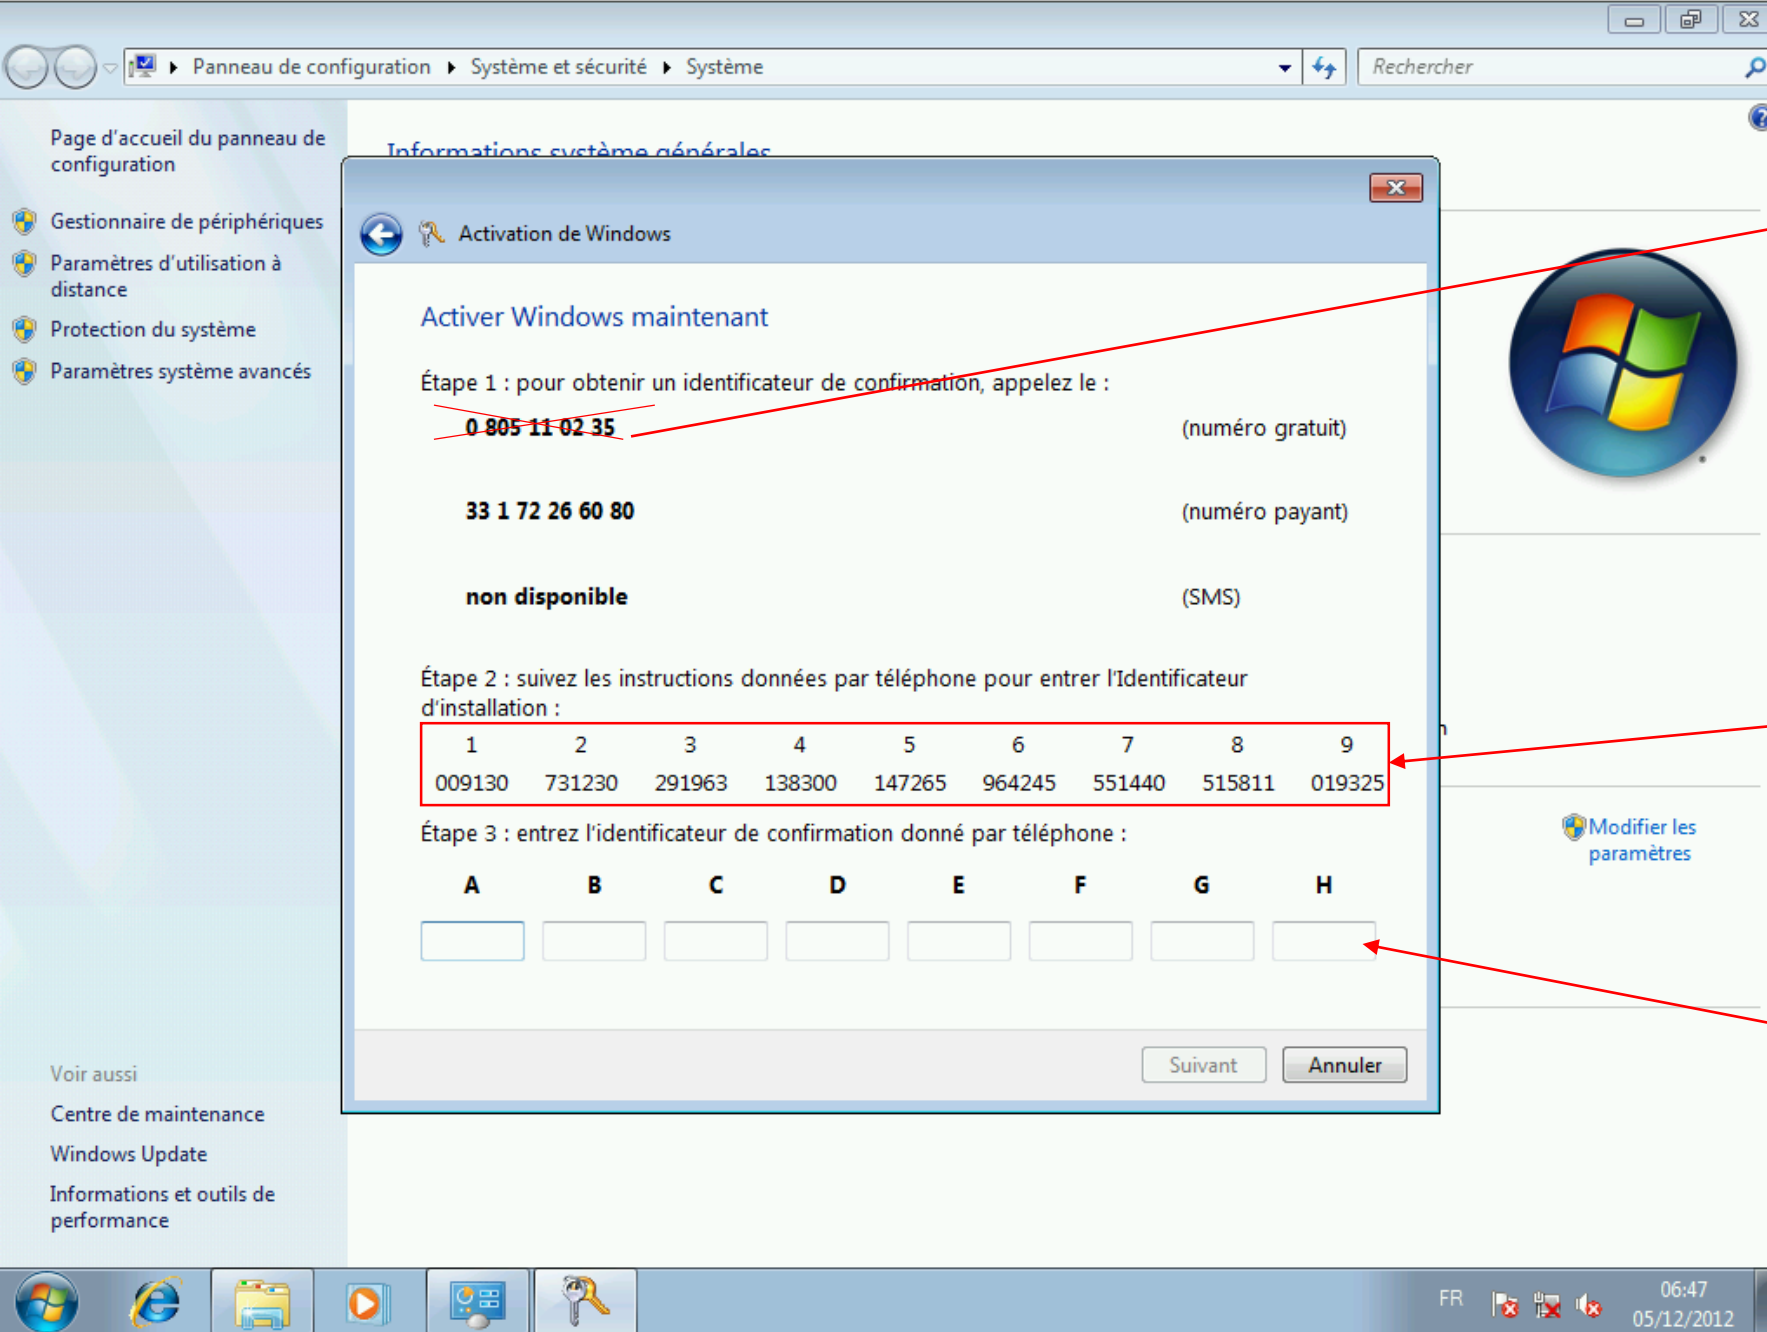 Panneau de configuration Système et sécurité Système
Rechercher
Page d'accueil du panneau de
configuration
Gestionnaire de périphériques
Paramètres d'utilisation à
distance
Protection du système
Paramètres système avancés
Informations système générales
Activation de Windows
Activer Windows maintenant
Étape 1 : pour obtenir un identificateur de confirmation, appelez le :
0 805 11 02 35 (numéro gratuit)
33 1 72 26 60 80 (numéro payant)
non disponible (SMS)
Étape 2 : suivez les instructions données par téléphone pour entrer l'Identificateur
d'installation :
1 2 3 4 5 6 7 8 9
009130 731230 291963 138300 147265 964245 551440 515811 019325
Étape 3 : entrez l'identificateur de confirmation donné par téléphone :
A B C D E F G H
Suivant Annuler
Modifier les
paramètres
Voir aussi
Centre de maintenance
Windows Update
Informations et outils de
performance
FR
06:47
05/12/2012